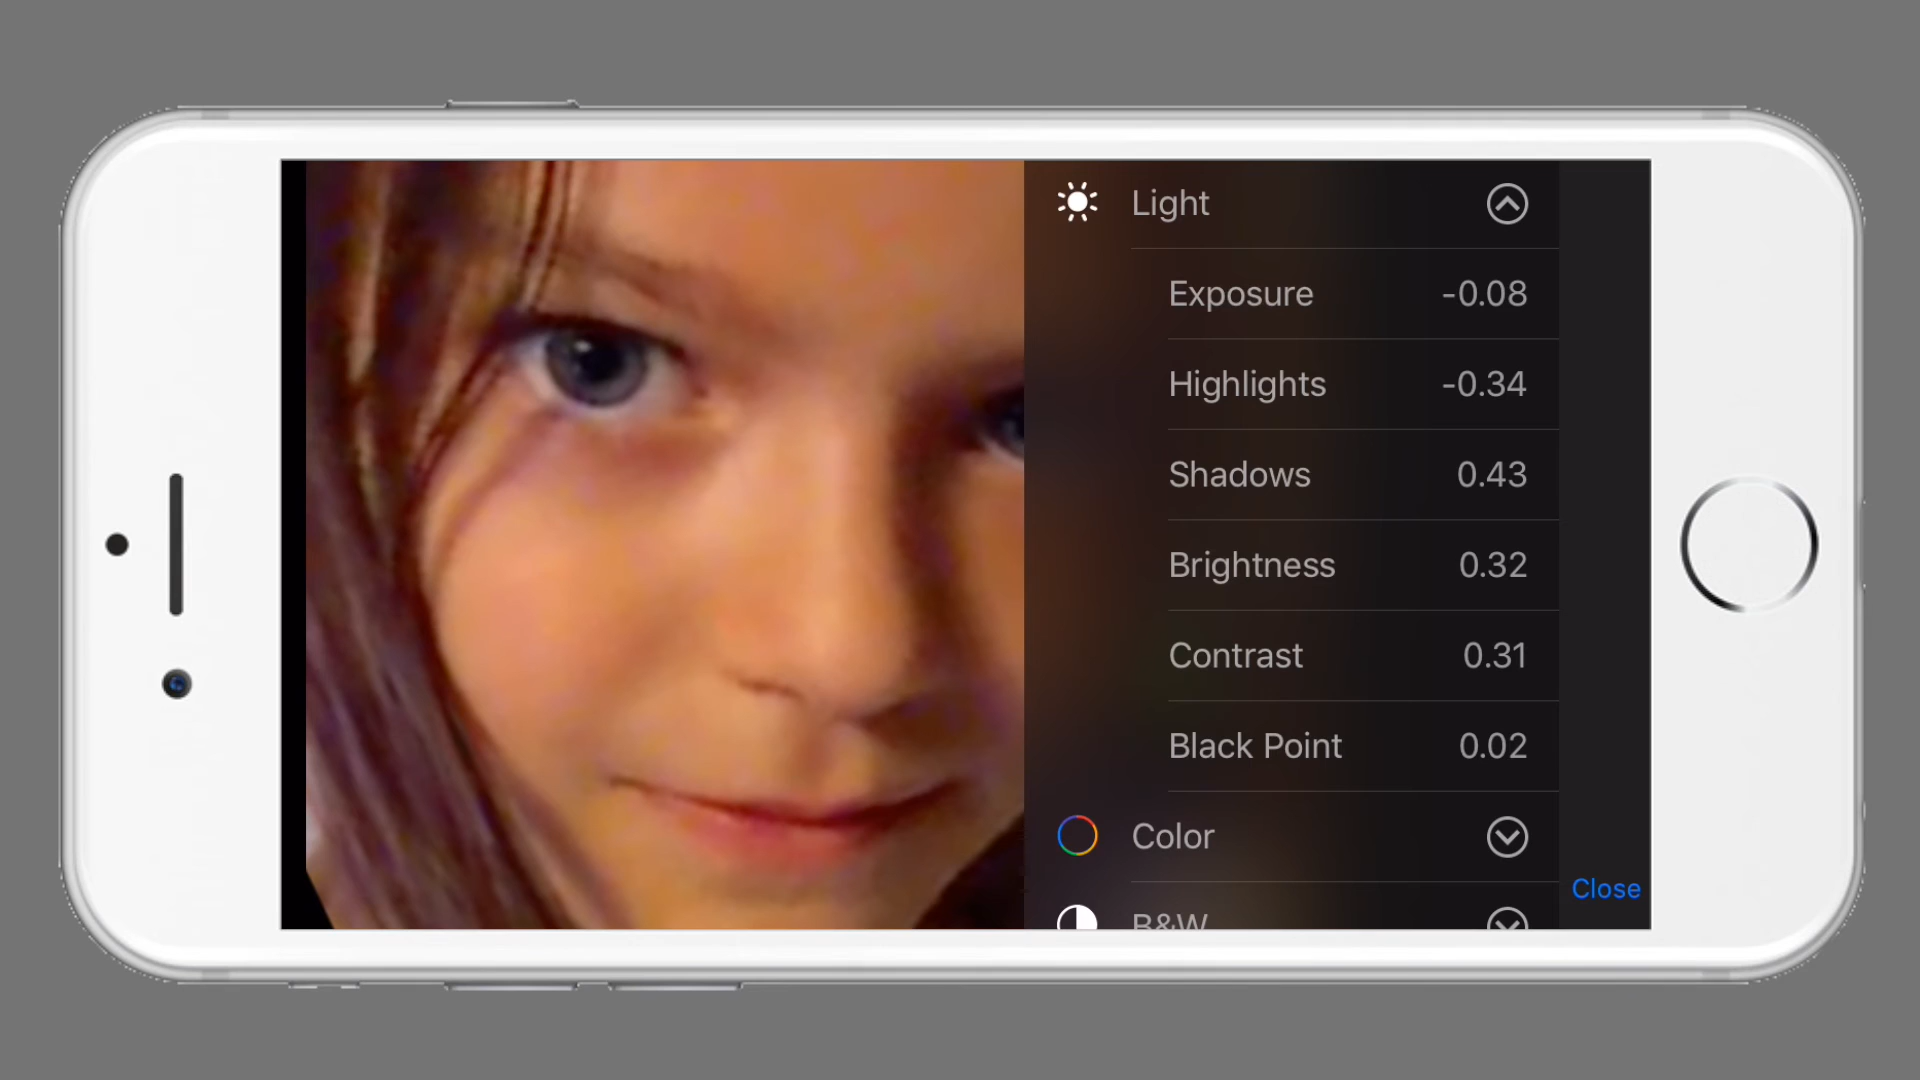 Light
Exposure -0.08
Highlights -0.34
Shadows 0.43
Brightness 0.32
Contrast 0.31
Black Point 0.02
Color
Close
B&W